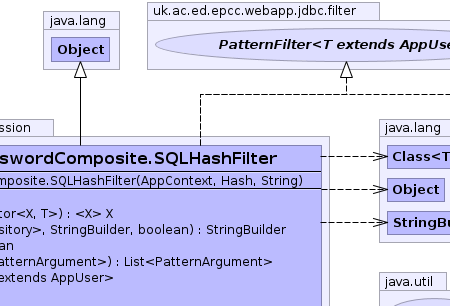 uk.ac.ed.epcc.webapp.jdbc.filter
java.lang
Object
PatternFilter<T extends AppUse
ssion
java.lang
swordComposite.SQLHashFilter
Class<T
omposite.SQLHashFilter(AppContext, Hash, String)
Object
tor<X, T>) : <X> X
StringBu
sitory>, StringBuilder, boolean) : StringBuilder
an
atternArgument>) : List<PatternArgument>
extends AppUser>
java.util